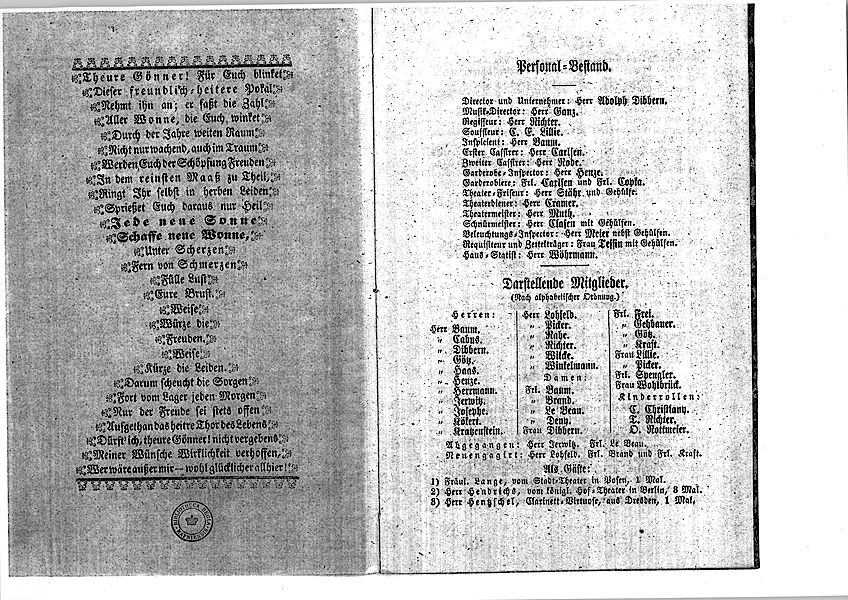 Theure Gönner! Für Euch blinket
Dieser freundlich-heitere Pokal
Nehmt ihn an; er faßt die Zahl
Aller Wonne, die Euch winket
Durch der Jahre weiten Raum
Nicht nur wachend, auch im Traum
Werden Euch der Schöpfung Freuden
In dem reinsten Maaß zu Theil,
Ringt Ihr selbst in herben Leiden
Sprießet Euch daraus nur Heil
Jede neue Sonne
Schaffe neue Wonne,
Unter Scherzen
Fern von Schmerzen
Fülle Lust
Eure Brust.
Weise
Würze die
Freuden,
Weise
Kürze die Leiden.
Darum scheucht die Sorgen
Fort vom Lager jeden Morgen
Nur der Freude sei stets offen
Aufgethan das heitre Thor des Lebens
Dürft' ich, theure Gönner! nicht vergebens
Meiner Wünsche Wirklichkeit verhoffen,
Wer wäre außer mir — wohl glücklicher allhier!
Personal-Bestand.
Director und Unternehmer: Herr Adolph Dibbern.
Musik-Director: Herr Ganz.
Regisseur: Herr Richter.
Souffleur: C. E. Lillie.
Inspicient: Herr Baum.
Erster Cassirer: Herr Carlsen.
Zweiter Cassirer: Herr Rode.
Garderobe-Inspector: Herr Henze.
Garderobiere: Frl. Carlsen und Frl. Copka.
Theater-Friseur: Herr Stähr und Gehülfe.
Theaterdiener: Herr Cramer.
Theatermeister: Herr Muth.
Schnürmeister: Herr Clasen mit Gehülfen.
Beleuchtungs-Inspector: Herr Meier nebst Gehülfen.
Requisiteur und Zettelträger: Frau Tessin mit Gehülfen.
Haus-Statist: Herr Wöhrmann.
Darstellende Mitglieder.
(Nach alphabetischer Ordnung.)
Herren:
Herr Baum.
„ Cabus.
„ Dibbern.
„ Götz.
„ Haas.
„ Henze.
„ Herrmann.
„ Jerwitz.
„ Josephe.
„ Köckert.
„ Kratzenstein.
Herr Lohfeld.
„ Picker.
„ Rahe.
„ Richter.
„ Wilcke.
„ Winkelmann.
Damen:
Frl. Baum.
„ Brand.
„ Le Beau.
„ Dentz.
Frau Dibbern.
Frl. Frei.
„ Gehbauer.
„ Götz.
„ Kraft.
Frau Lillie.
„ Picker.
Frl. Spengler.
Frau Wohlbrück.
Kinderrollen:
C. Christiany.
T. Richter.
O. Nottmeier.
Abgegangen: Herr Jerwitz. Frl. Le Beau.
Neuengagirt: Herr Lohfeld. Frl. Brand und Frl. Kraft.
Als Gäste:
1) Fräul. Lange, vom Stadt-Theater in Posen, 1 Mal.
2) Herr Hendrichs, vom königl. Hof-Theater in Berlin, 8 Mal.
3) Herr Hentschel, Clarinett-Virtuose, aus Dresden, 1 Mal.